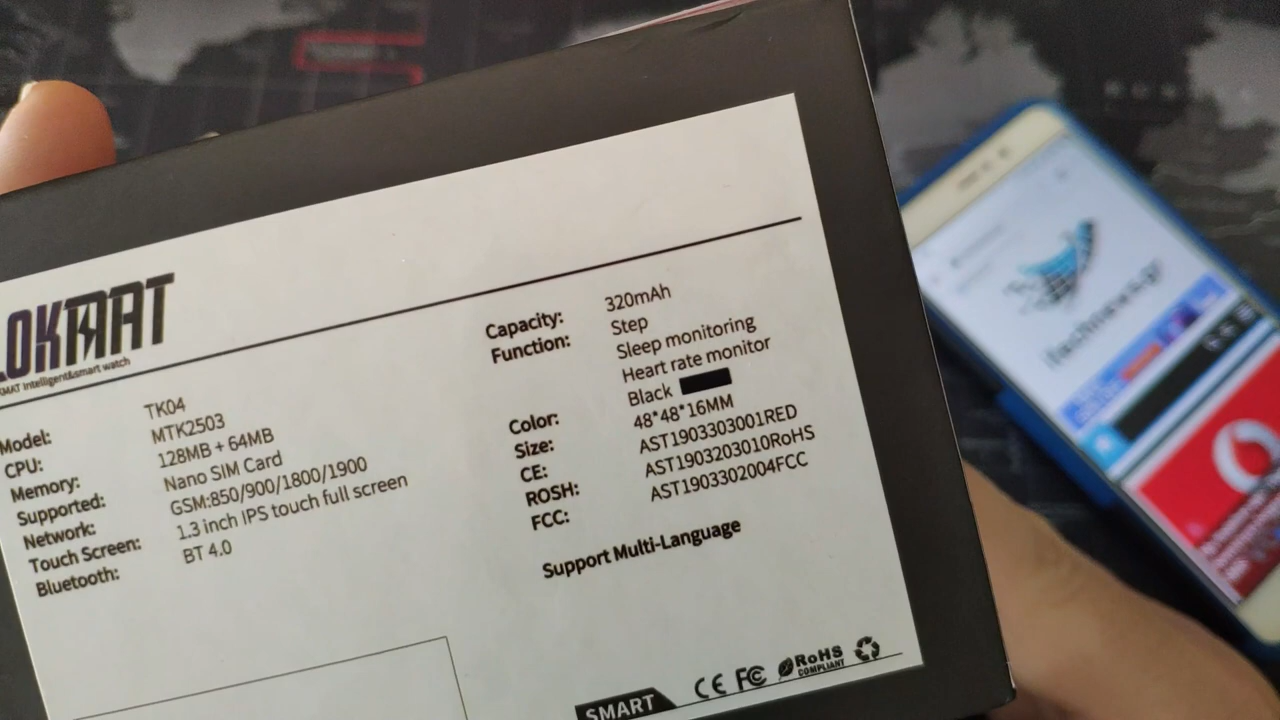 LOKMAT
KMAT Intelligent&smart watch
Model: TK04
CPU: MTK2503
Memory: 128MB + 64MB
Supported: Nano SIM Card
Network: GSM:850/900/1800/1900
Touch Screen: 1.3 inch IPS touch full screen
Bluetooth: BT 4.0
Capacity: 320mAh
Function: Step
Sleep monitoring
Heart rate monitor
Color: Black
Size: 48*48*16MM
CE: AST1903303001RED
ROSH: AST1903203010RoHS
FCC: AST1903302004FCC
Support Multi-Language
SMART
CE FC RoHS
COMPLIANT